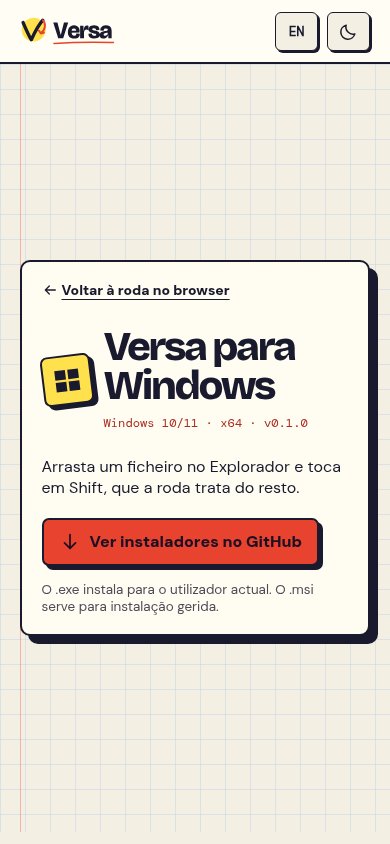 Versa
EN
Voltar à roda no browser
Versa para
Windows
Windows 10/11 · x64 · v0.1.0
Arrasta um ficheiro no Explorador e toca
em Shift, que a roda trata do resto.
Ver instaladores no GitHub
O .exe instala para o utilizador actual. O .msi
serve para instalação gerida.